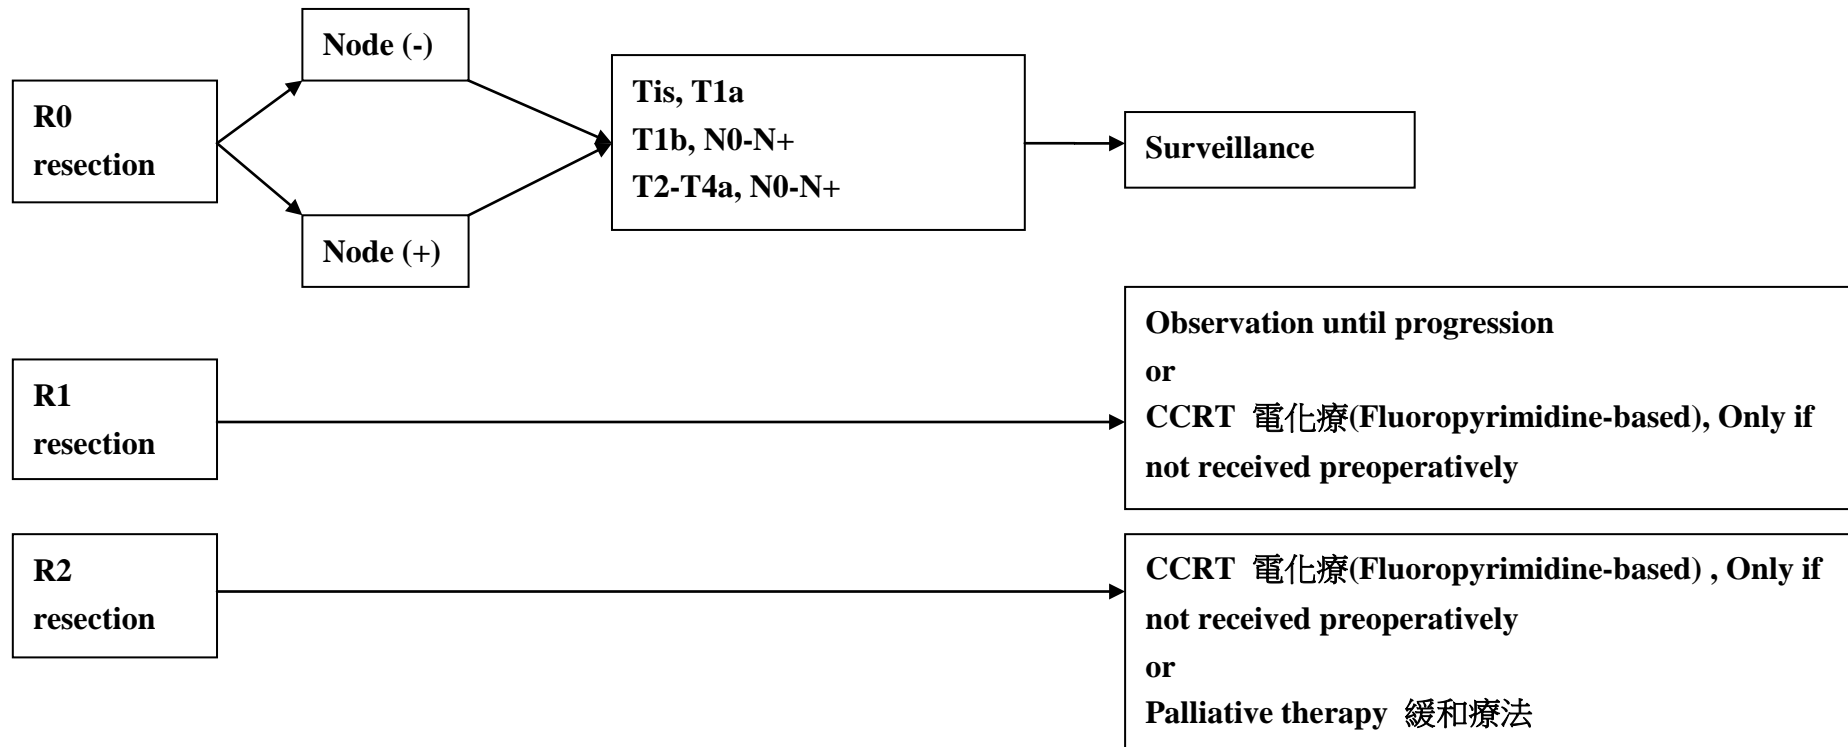 Node (-)
R0
resection
Node (+)
Tis, T1a
T1b, N0-N+
T2-T4a, N0-N+
Surveillance
R1
resection
Observation until progression
or
CCRT 電化療(Fluoropyrimidine-based), Only if
not received preoperatively
R2
resection
CCRT 電化療(Fluoropyrimidine-based) , Only if
not received preoperatively
or
Palliative therapy 緩和療法